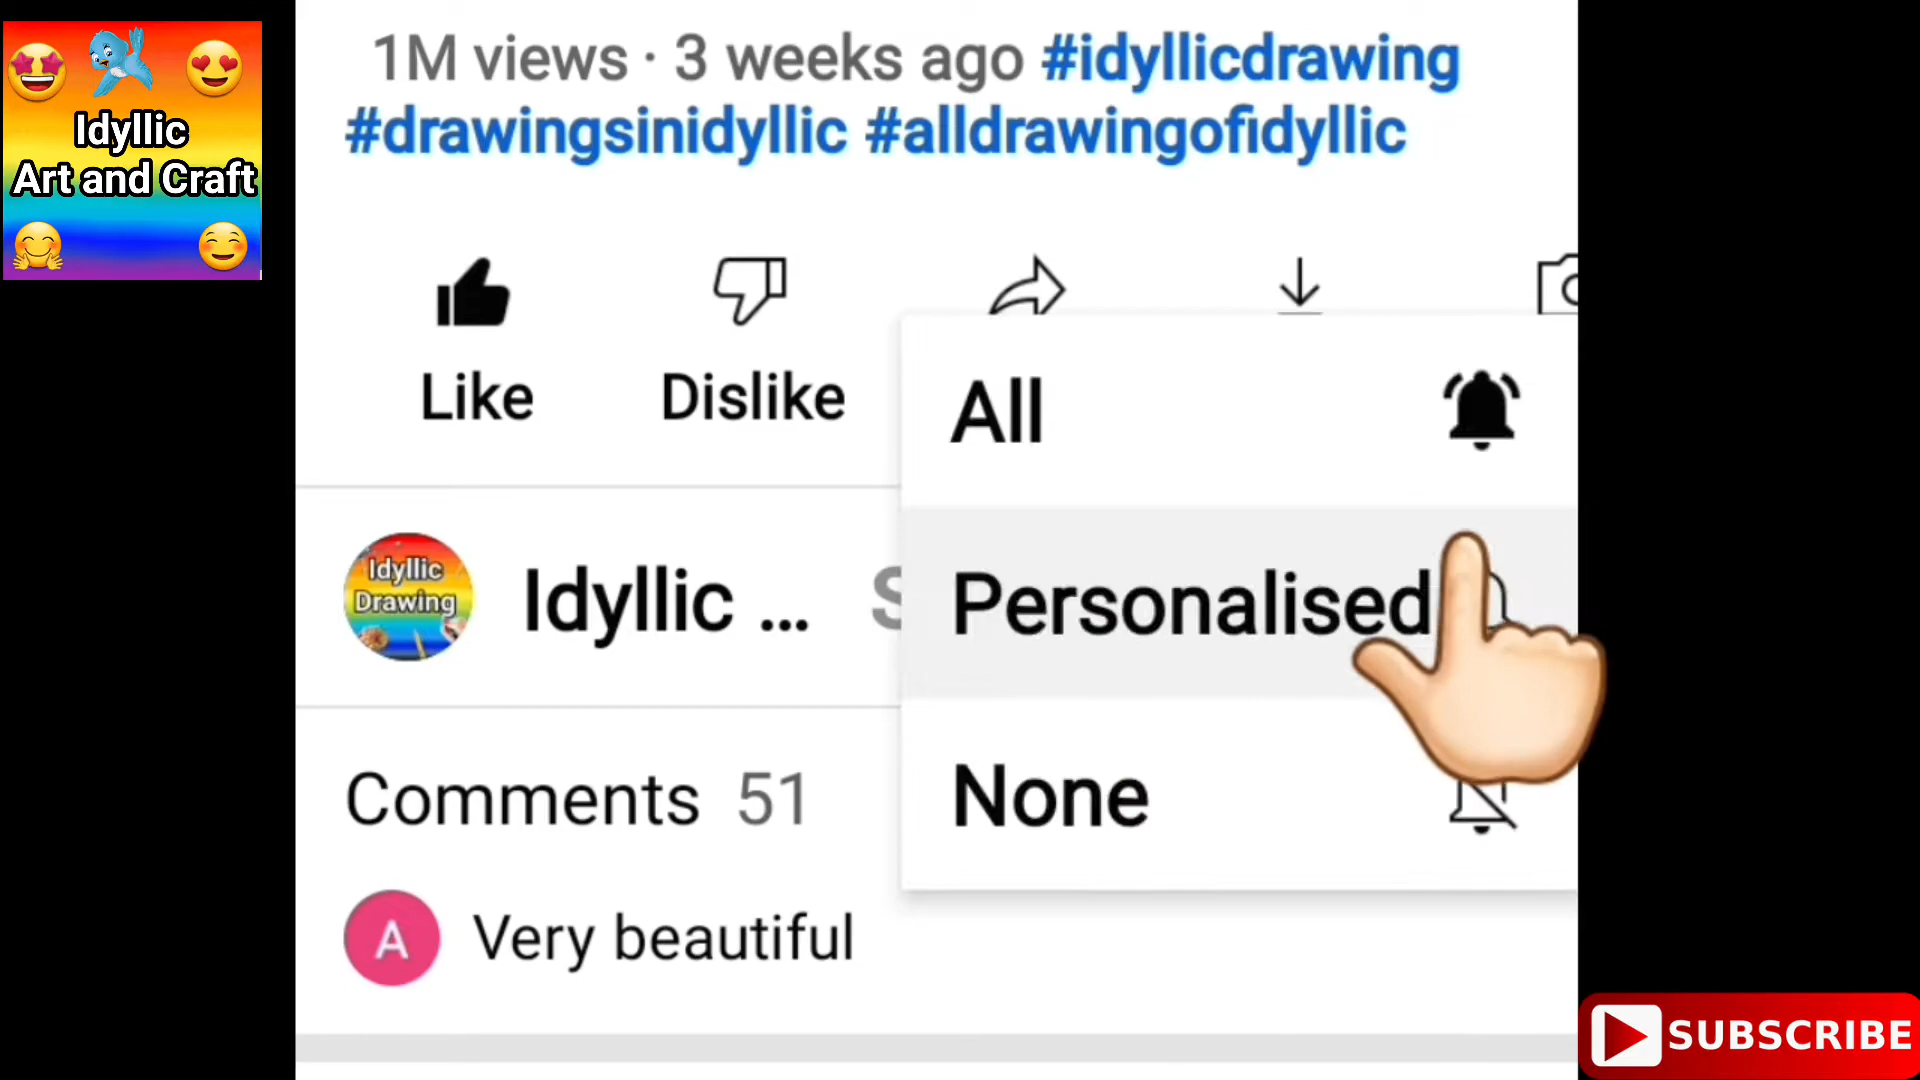 Idyllic
Art and Craft
1M views · 3 weeks ago #idyllicdrawing
#drawingsinidyllic #alldrawingofidyllic
Like
Dislike
All
Idyllic
Drawing
Idyllic ...
S
Personalised
Comments 51
None
A
Very beautiful
SUBSCRIBE